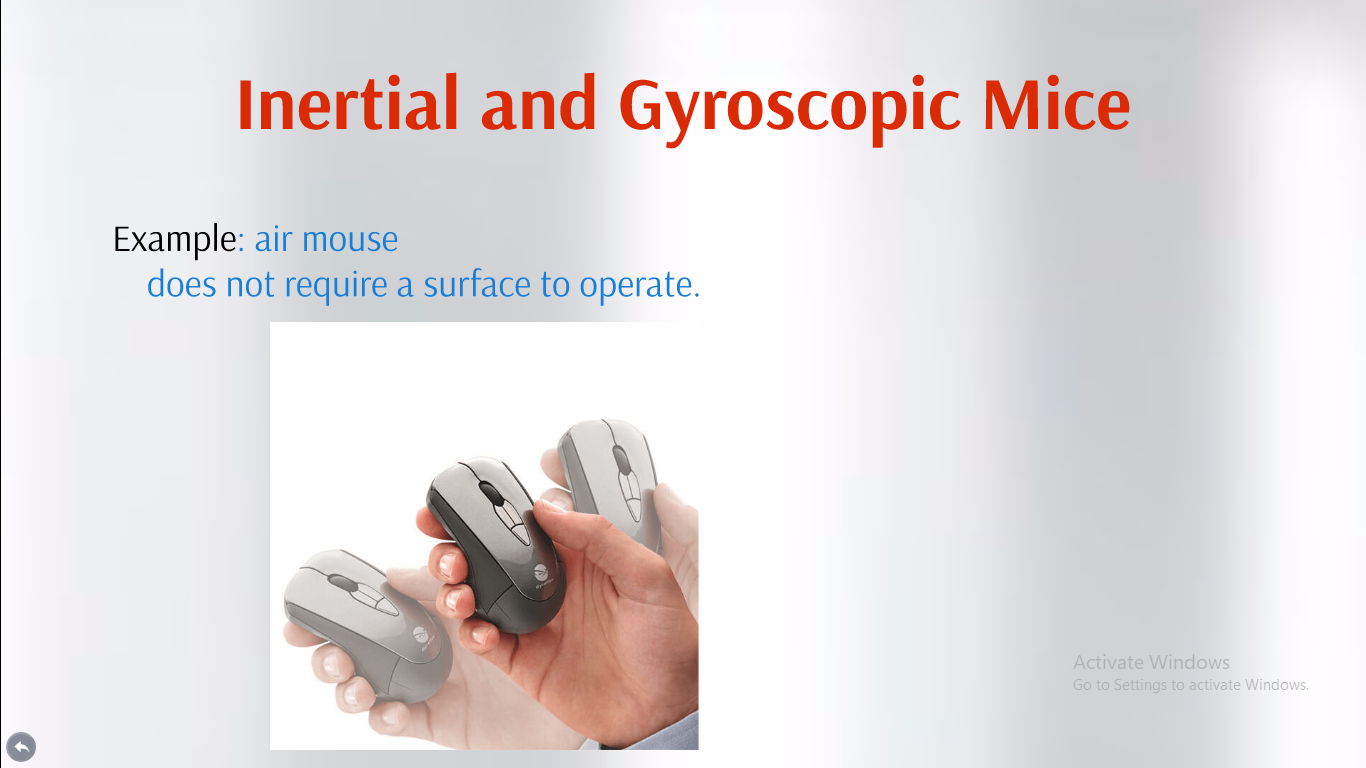 Inertial and Gyroscopic Mice
Example: air mouse
does not require a surface to operate.
Activate Windows
Go to Settings to activate Windows.